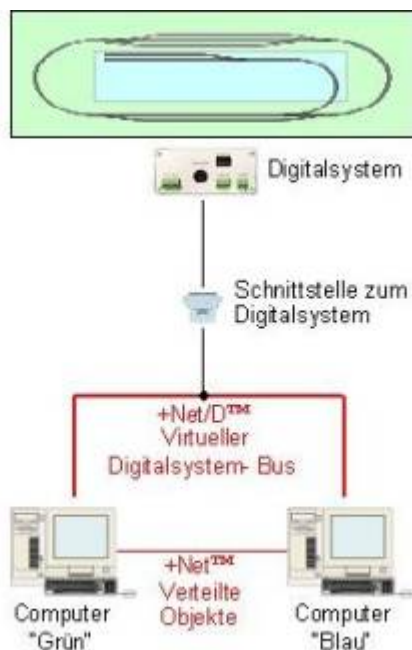 Digitalsystem
Schnittstelle zum
Digitalsystem
+Net/D™
Virtueller
Digitalsystem- Bus
+Net™
Verteilte
Objekte
Computer
"Grün"
Computer
"Blau"